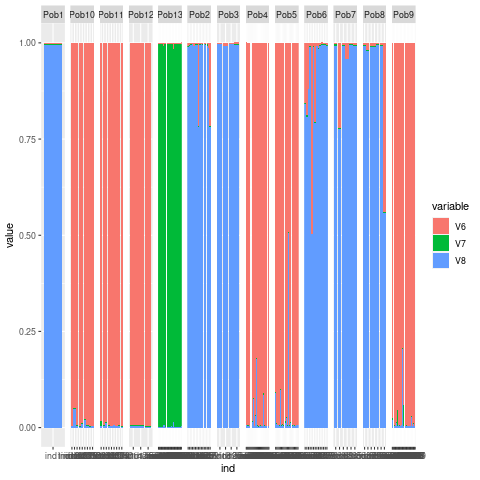 Pob1 Pob10 Pob11 Pob12 Pob13 Pob2 Pob3 Pob4 Pob5 Pob6 Pob7 Pob8 Pob9
1.00
0.75
0.50
0.25
0.00
value
ind
variable
V6
V7
V8